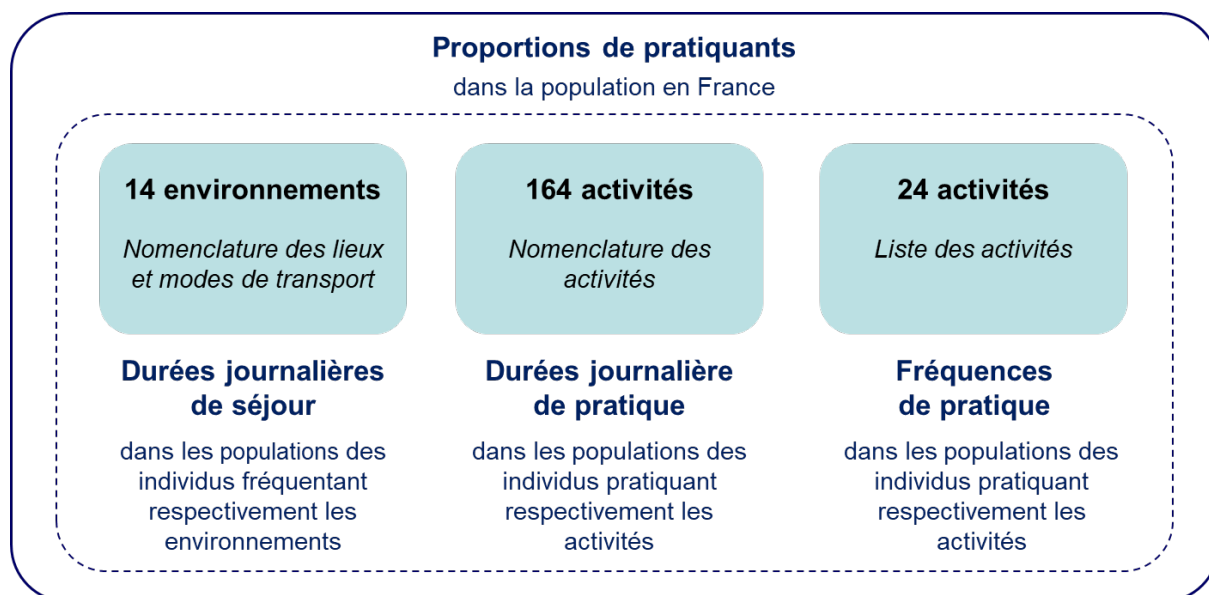 Proportions de pratiquants
dans la population en France
14 environnements
Nomenclature des lieux
et modes de transport
Durées journalières
de séjour
dans les populations des
individus fréquentant
respectivement les
environnements
164 activités
Nomenclature des
activités
Durées journalière
de pratique
dans les populations des
individus pratiquant
respectivement les
activités
24 activités
Liste des activités
Fréquences
de pratique
dans les populations des
individus pratiquant
respectivement les
activités